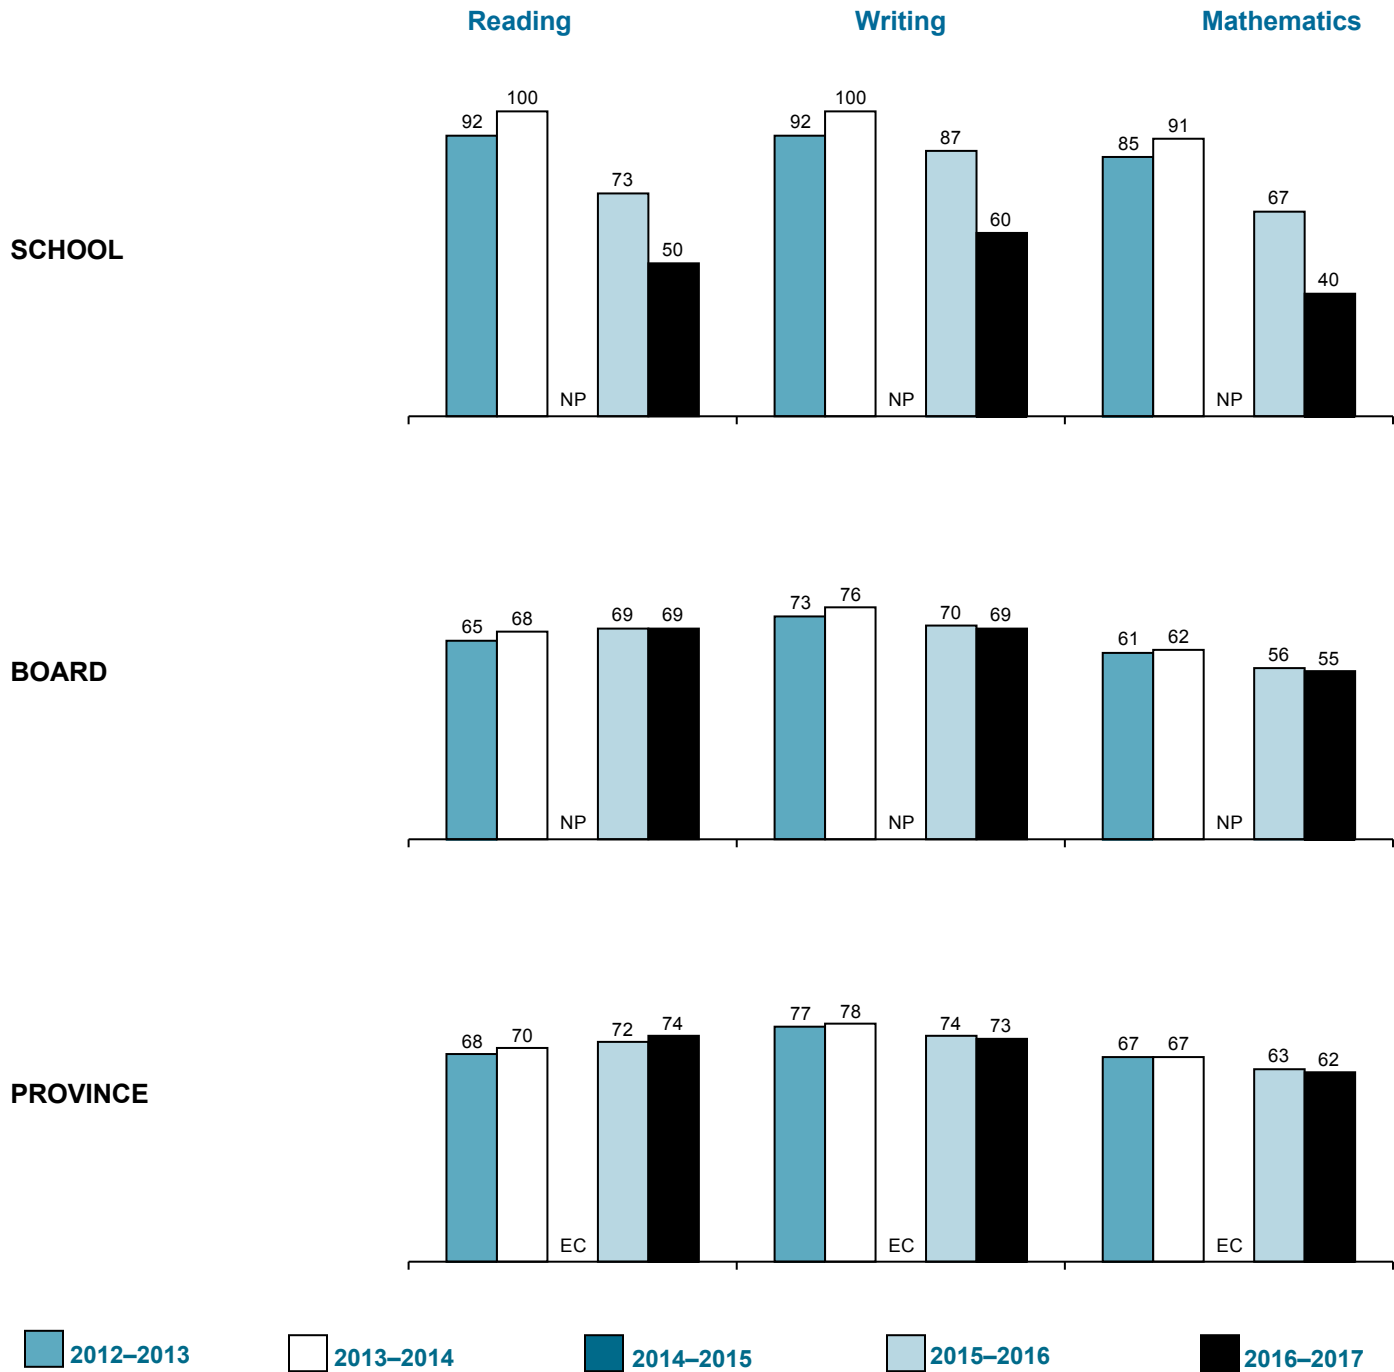 Reading Writing Mathematics
SCHOOL
92 100 NP 73 50
92 100 NP 87 60
85 91 NP 67 40
BOARD
65 68 NP 69 69
73 76 NP 70 69
61 62 NP 56 55
PROVINCE
68 70 EC 72 74
77 78 EC 74 73
67 67 EC 63 62
2012–2013 2013–2014 2014–2015 2015–2016 2016–2017